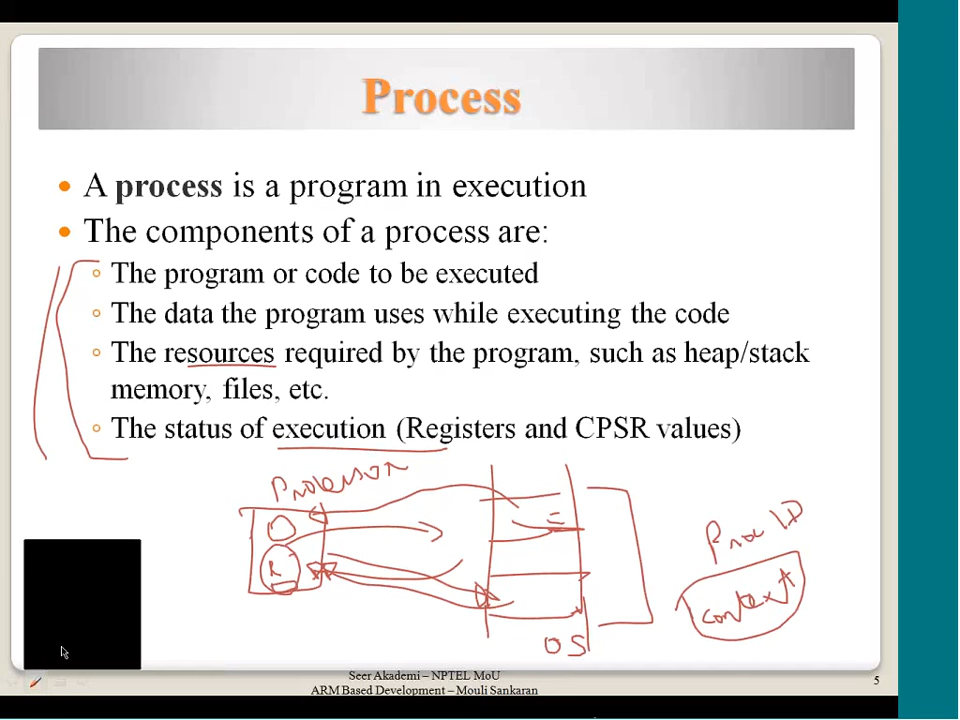 Process
• A process is a program in execution
• The components of a process are:
◦ The program or code to be executed
◦ The data the program uses while executing the code
◦ The resources required by the program, such as heap/stack
memory, files, etc.
◦ The status of execution (Registers and CPSR values)
Processor
Proc ID
R
context
OS
Seer Akademi – NPTEL MoU
ARM Based Development – Mouli Sankaran
5